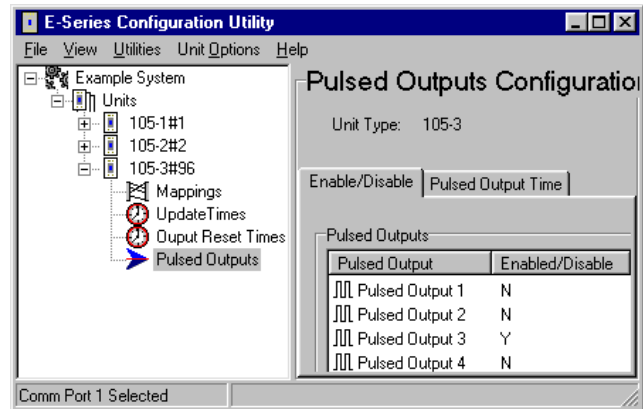 E-Series Configuration Utility
File View Utilities Unit Options Help
Example System
Units
105-1#1
105-2#2
105-3#96
Mappings
UpdateTimes
Ouput Reset Times
Pulsed Outputs
Pulsed Outputs Configuratio
Unit Type: 105-3
Enable/Disable Pulsed Output Time
Pulsed Outputs
Pulsed Output Enabled/Disable
Pulsed Output 1 N
Pulsed Output 2 N
Pulsed Output 3 Y
Pulsed Output 4 N
Comm Port 1 Selected